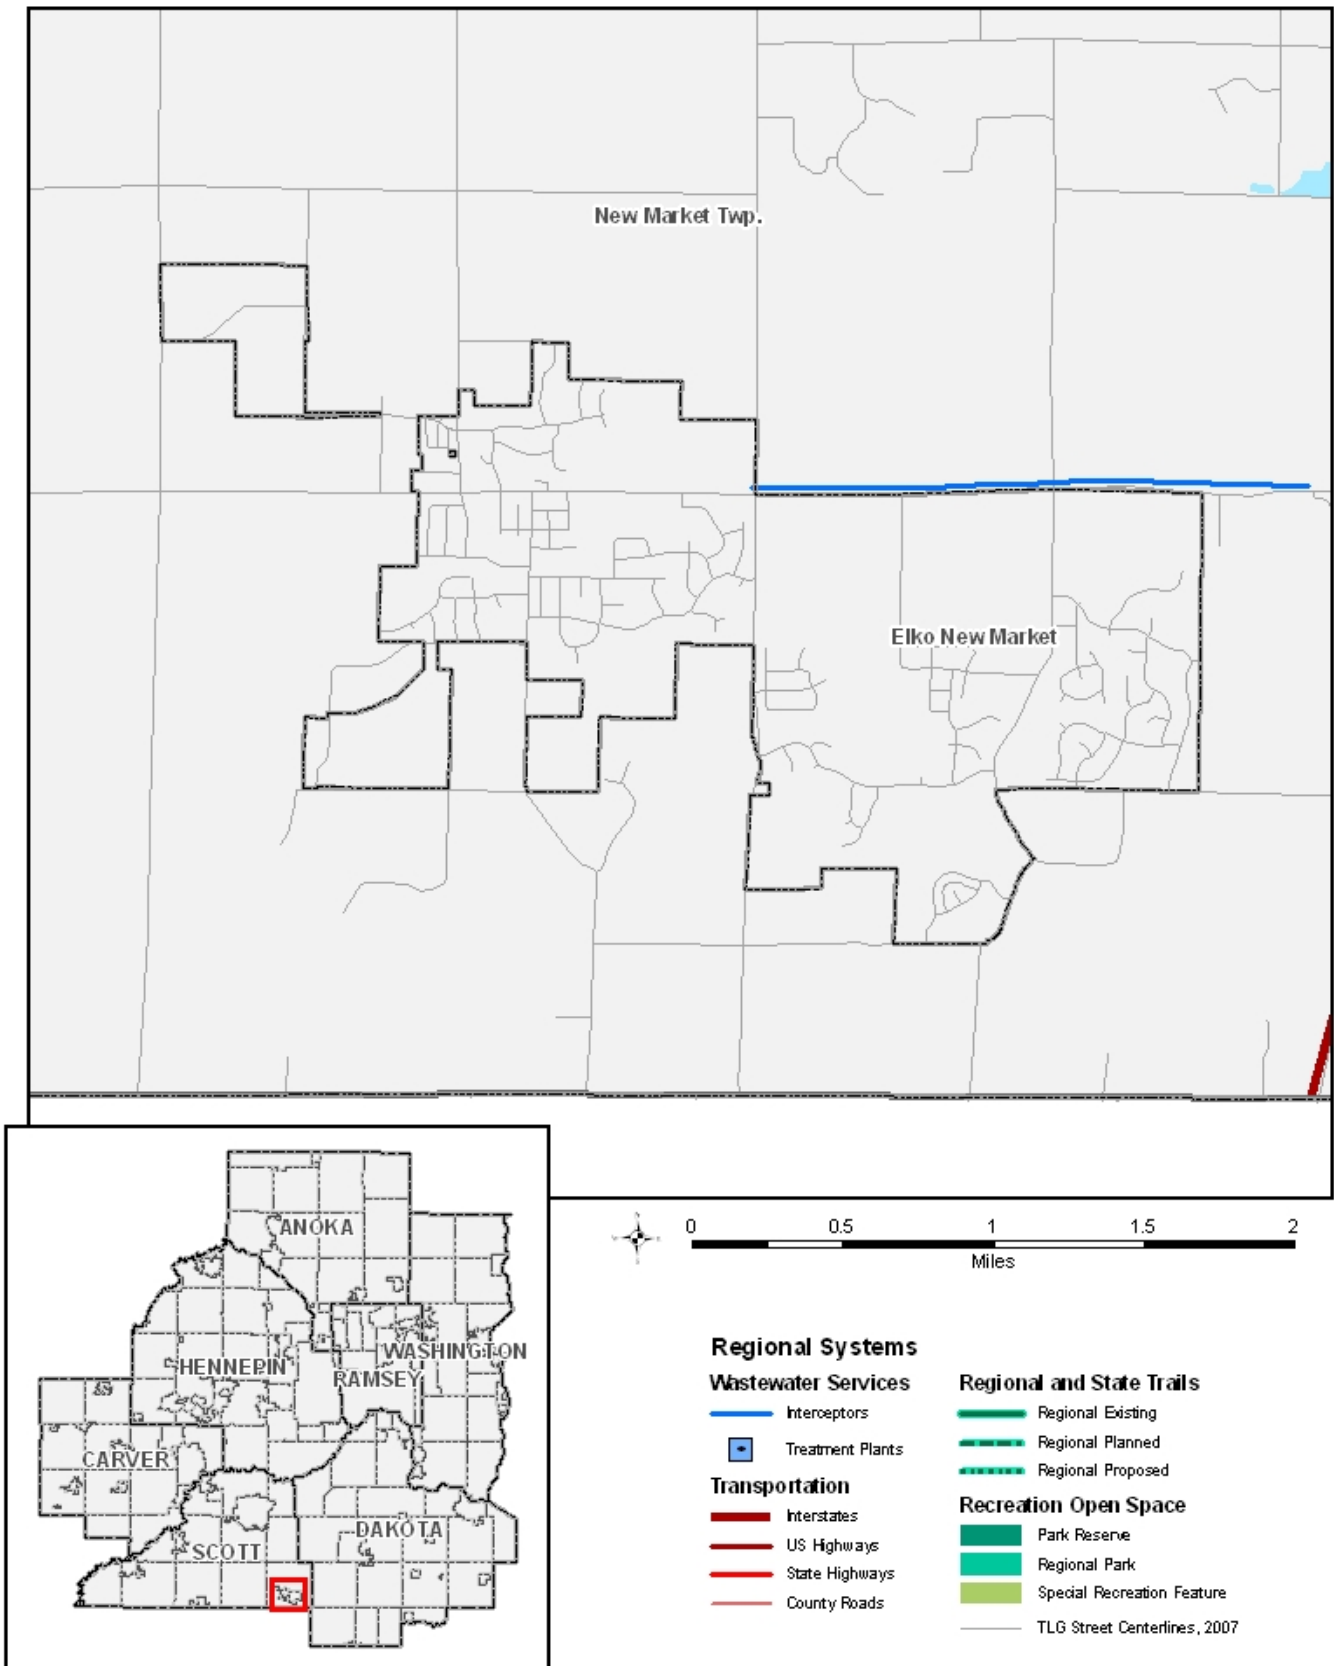 New Market Twp.
Elko New Market
ANOKA
WASHINGTON
HENNEPIN
RAMSEY
CARVER
DAKOTA
SCOTT
0 0.5 1 1.5 2
Miles
Regional Systems
Wastewater Services
Interceptors
Treatment Plants
Transportation
Interstates
US Highways
State Highways
County Roads
Regional and State Trails
Regional Existing
Regional Planned
Regional Proposed
Recreation Open Space
Park Reserve
Regional Park
Special Recreation Feature
TLG Street Centerlines, 2007